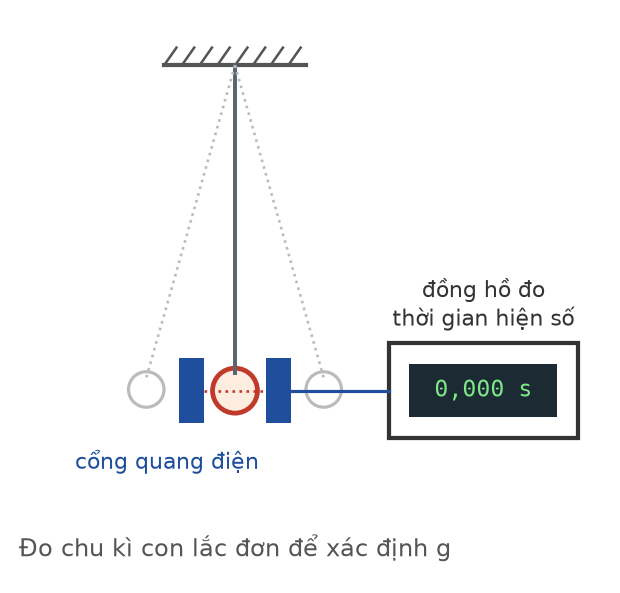 đồng hồ đo
thời gian hiện số
0,000 s
cổng quang điện
Đo chu kì con lắc đơn để xác định g